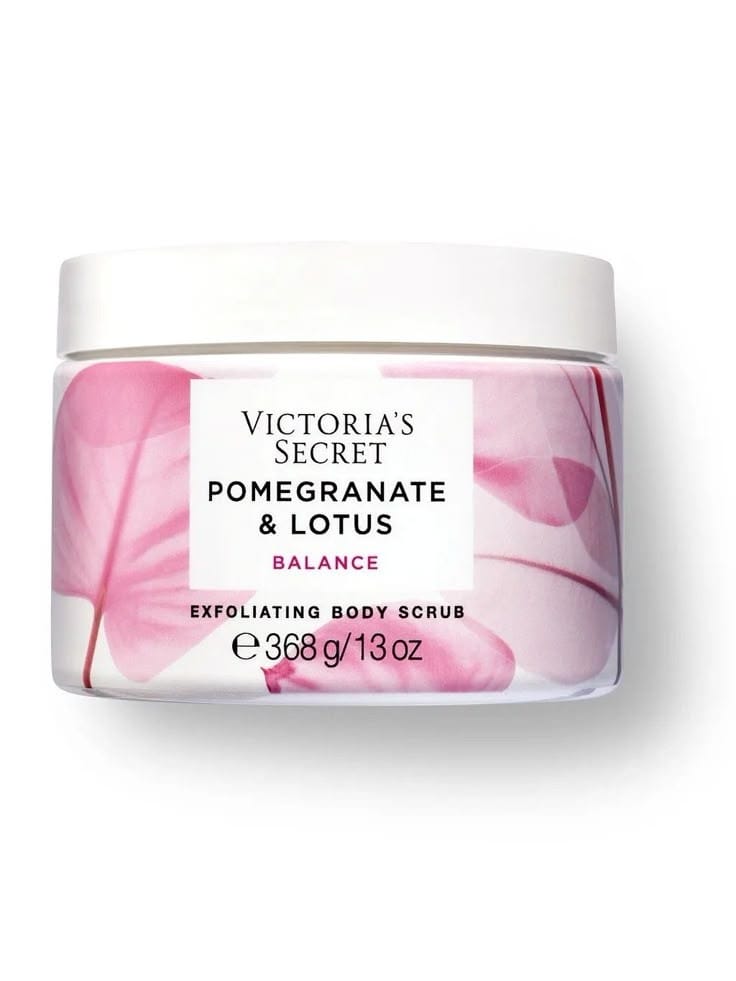 VICTORIA'S
SECRET
POMEGRANATE
& LOTUS
BALANCE
EXFOLIATING BODY SCRUB
℮ 368 g/13 oz